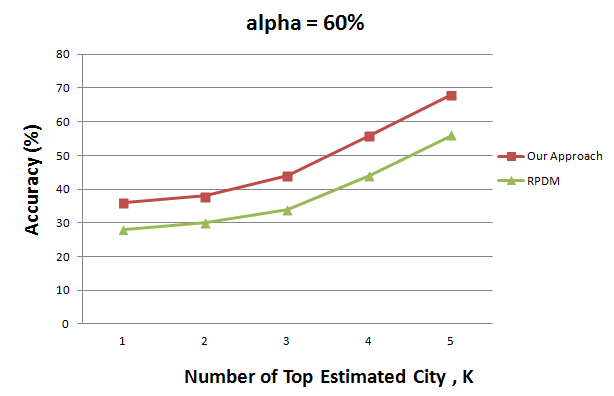 alpha = 60%
80
70
60
50
40
30
20
10
0
Accuracy (%)
1 2 3 4 5
Number of Top Estimated City , K
Our Approach
RPDM